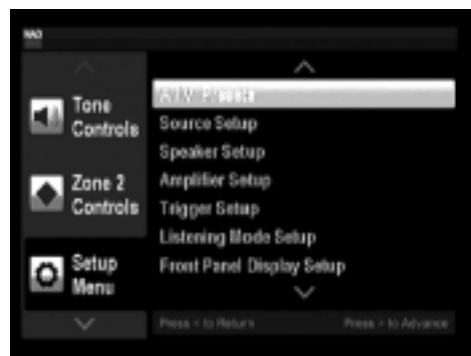 NAD
Tone
Controls
Zone 2
Controls
Setup
Menu
A/V Presets
Source Setup
Speaker Setup
Amplifier Setup
Trigger Setup
Listening Mode Setup
Front Panel Display Setup
Press < to Return
Press > to Advance